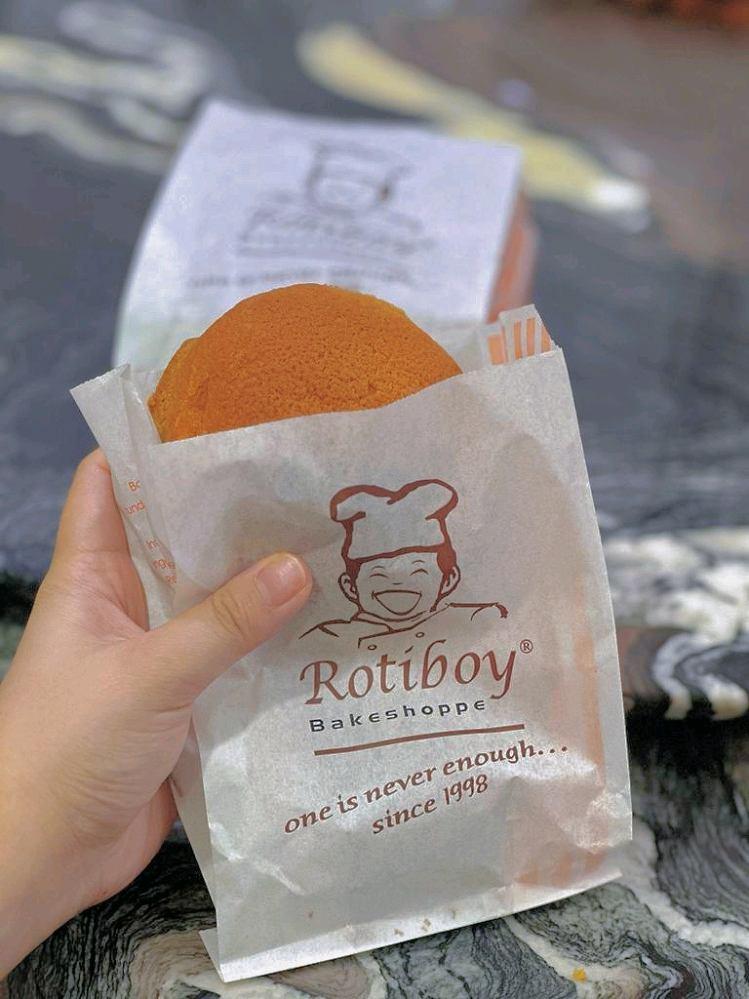 Rotiboy®
Bakeshoppe
one is never enough...
since 1998